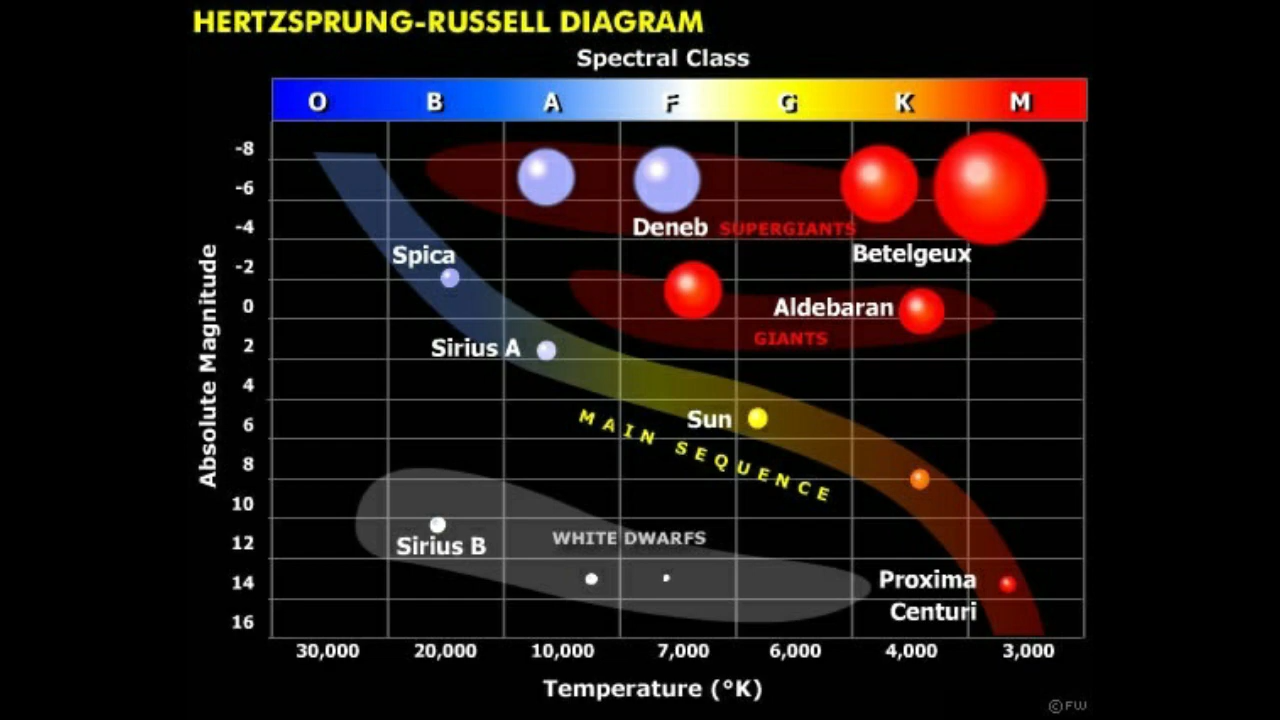 HERTZSPRUNG-RUSSELL DIAGRAM
Spectral Class
O B A F G K M
-8
-6
-4
-2
0
2
4
6
8
10
12
14
16
Absolute Magnitude
Deneb
SUPERGIANTS
Betelgeux
Spica
Aldebaran
GIANTS
Sirius A
Sun
MAIN SEQUENCE
WHITE DWARFS
Sirius B
Proxima
Centuri
30,000 20,000 10,000 7,000 6,000 4,000 3,000
Temperature (°K)
©FW